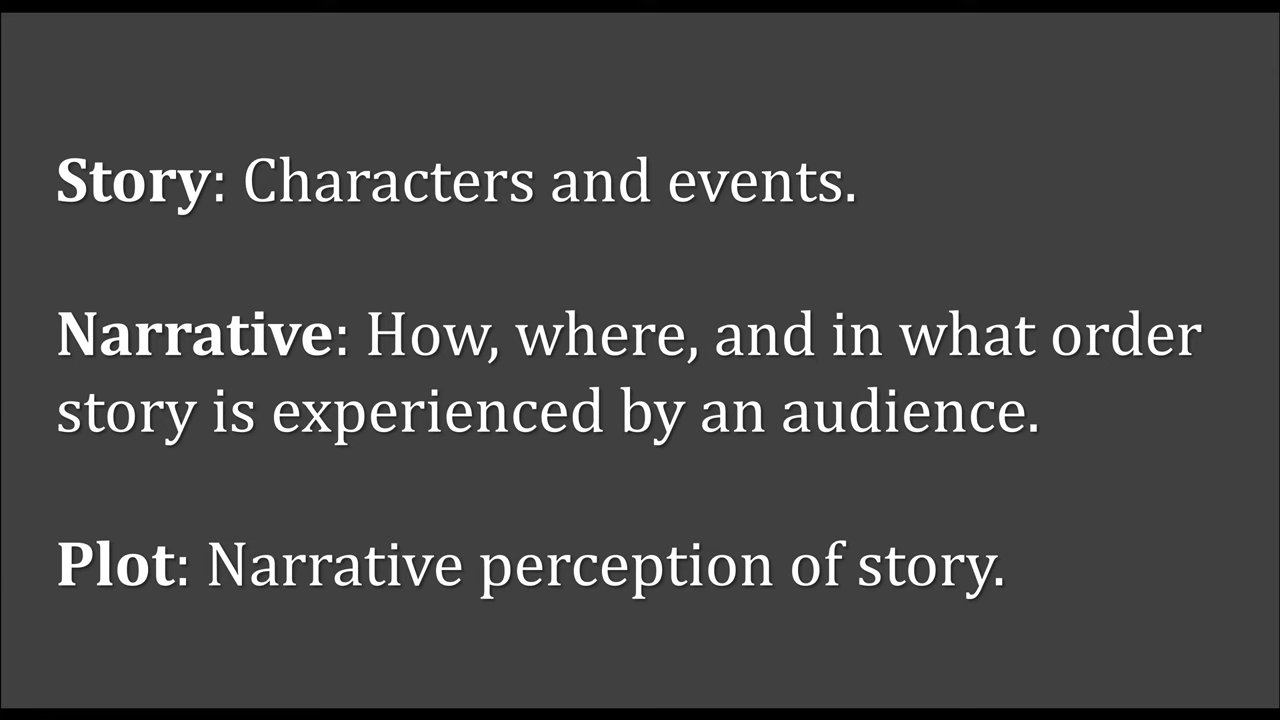 Story: Characters and events.
Narrative: How, where, and in what order
story is experienced by an audience.
Plot: Narrative perception of story.